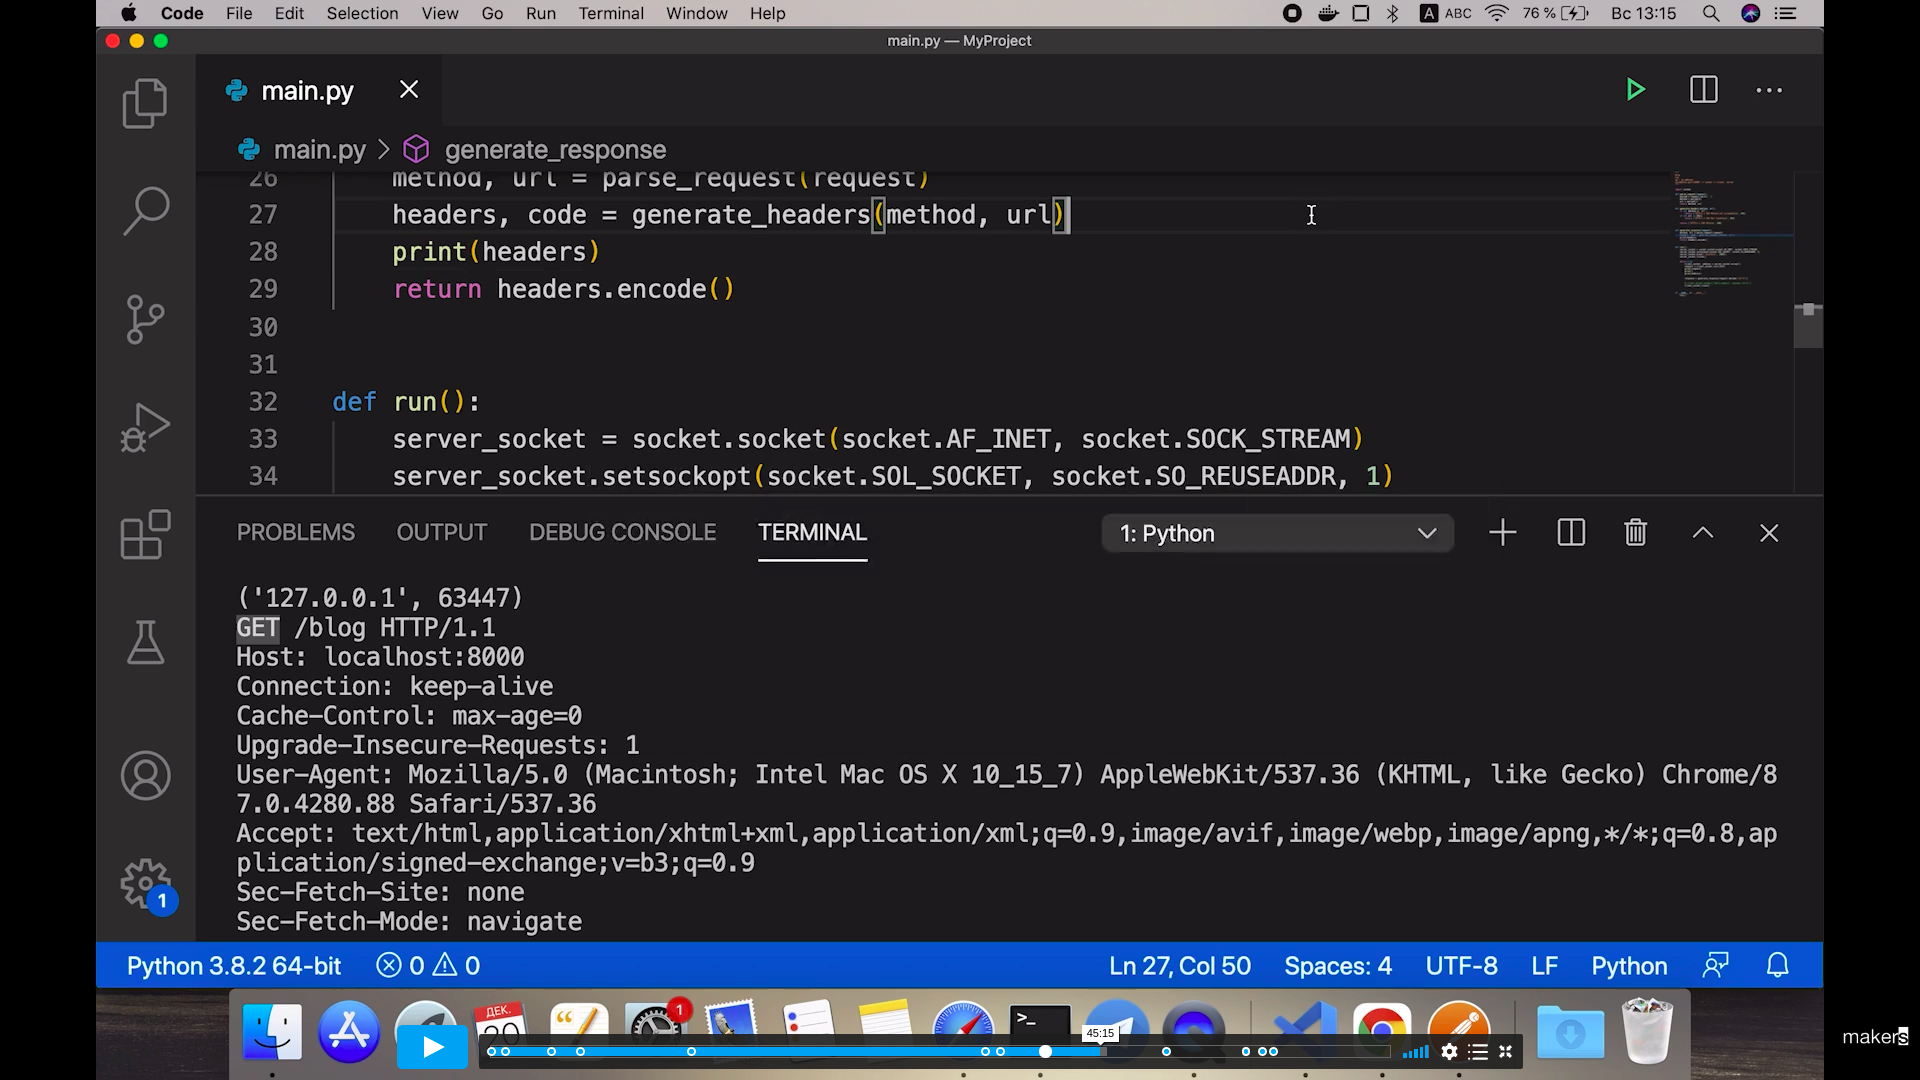 Code File Edit Selection View Go Run Terminal Window Help A ABC 76 % Вс 13:15
main.py — MyProject
main.py
main.py > generate_response
26 method, url = parse_request(request)
27 headers, code = generate_headers(method, url)
28 print(headers)
29 return headers.encode()
30
31
32 def run():
33 server_socket = socket.socket(socket.AF_INET, socket.SOCK_STREAM)
34 server_socket.setsockopt(socket.SOL_SOCKET, socket.SO_REUSEADDR, 1)
PROBLEMS OUTPUT DEBUG CONSOLE TERMINAL 1: Python
('127.0.0.1', 63447)
GET /blog HTTP/1.1
Host: localhost:8000
Connection: keep-alive
Cache-Control: max-age=0
Upgrade-Insecure-Requests: 1
User-Agent: Mozilla/5.0 (Macintosh; Intel Mac OS X 10_15_7) AppleWebKit/537.36 (KHTML, like Gecko) Chrome/8
7.0.4280.88 Safari/537.36
Accept: text/html,application/xhtml+xml,application/xml;q=0.9,image/avif,image/webp,image/apng,*/*;q=0.8,ap
plication/signed-exchange;v=b3;q=0.9
Sec-Fetch-Site: none
Sec-Fetch-Mode: navigate
1
Python 3.8.2 64-bit 0 0 Ln 27, Col 50 Spaces: 4 UTF-8 LF Python
ДЕК.
1
45:15
makers